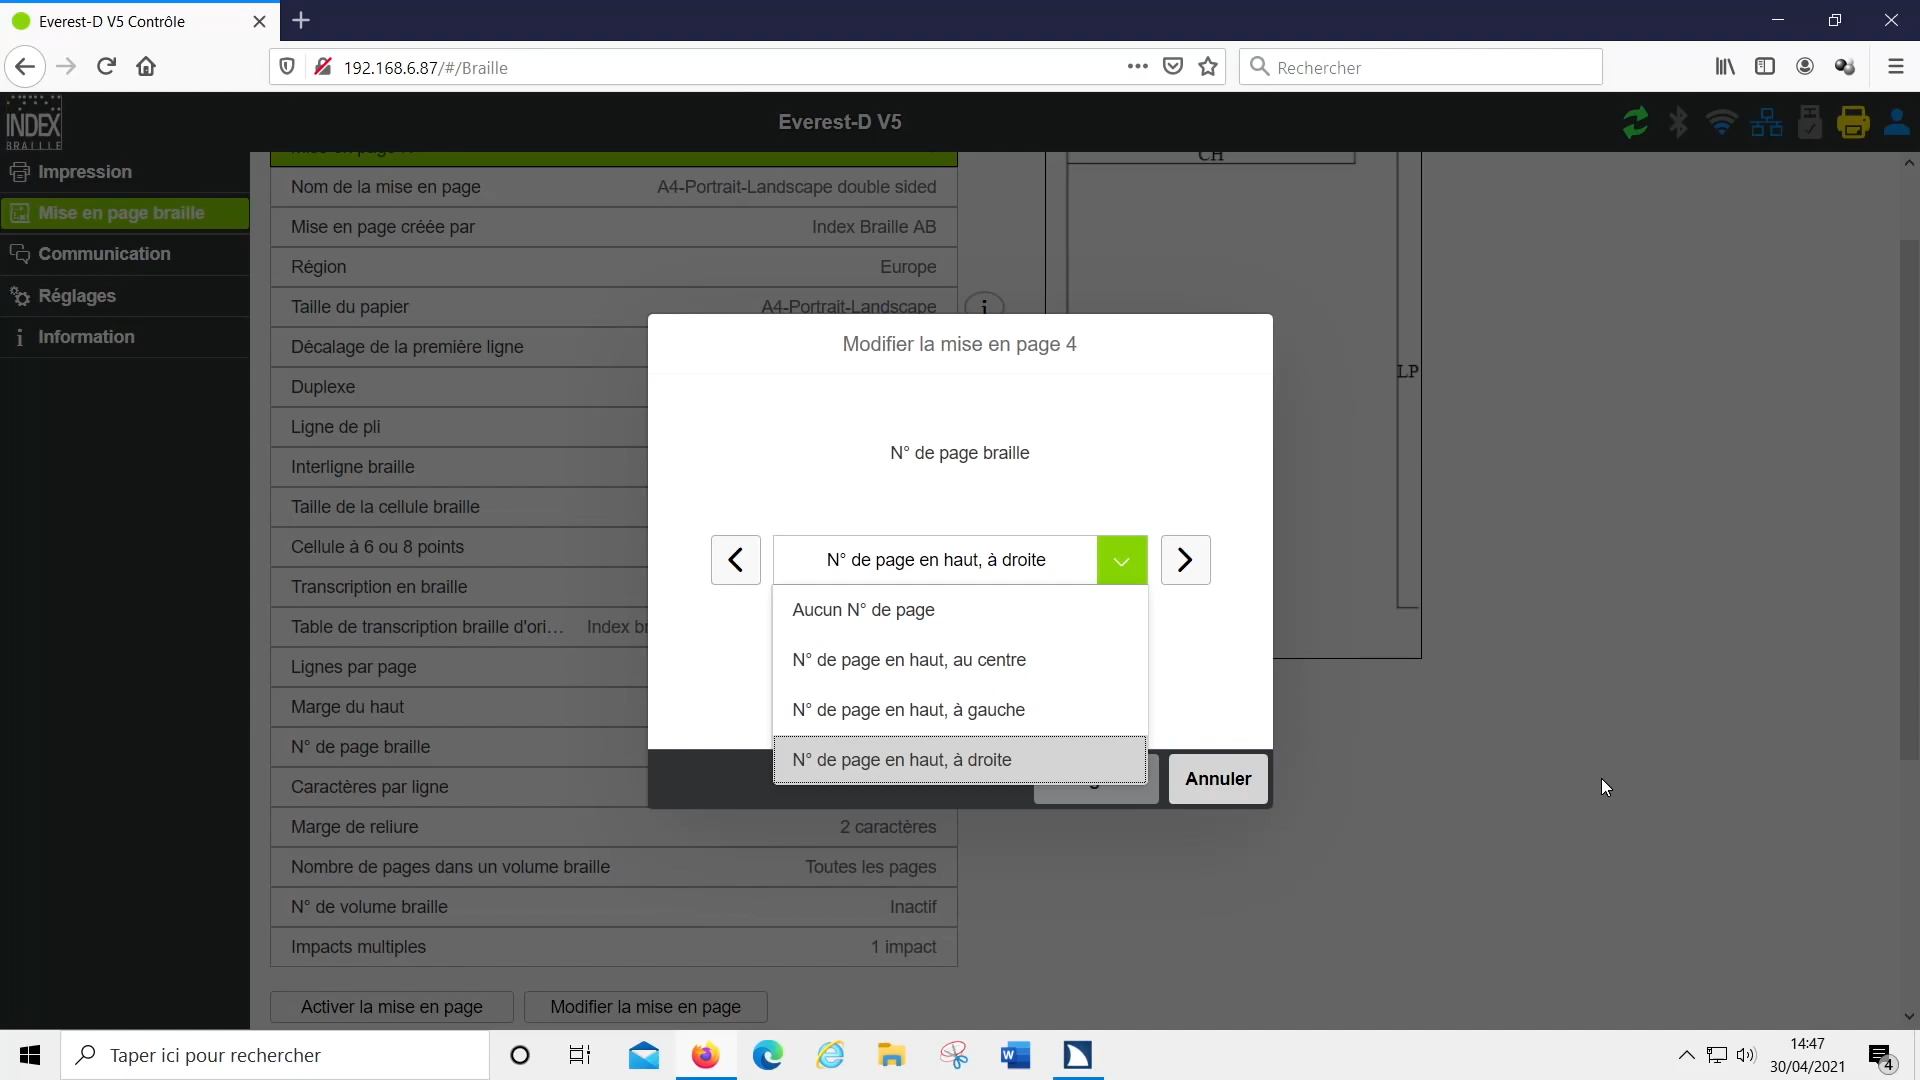 Everest-D V5 Contrôle
192.168.6.87/#/Braille
Rechercher
INDEX
BRAILLE
Everest-D V5
Impression
Mise en page braille
Communication
Réglages
i Information
CH
Nom de la mise en page A4-Portrait-Landscape double sided
Mise en page créée par Index Braille AB
Région Europe
Taille du papier A4-Portrait-Landscape i
Décalage de la première ligne
Duplexe
Ligne de pli
Interligne braille
Taille de la cellule braille
Cellule à 6 ou 8 points
Transcription en braille
Table de transcription braille d'ori… Index br
Lignes par page
Marge du haut
N° de page braille
Caractères par ligne
Marge de reliure 2 caractères
Nombre de pages dans un volume braille Toutes les pages
N° de volume braille Inactif
Impacts multiples 1 impact
Activer la mise en page Modifier la mise en page
LP
Modifier la mise en page 4
N° de page braille
N° de page en haut, à droite
Aucun N° de page
N° de page en haut, au centre
N° de page en haut, à gauche
N° de page en haut, à droite
Annuler
Taper ici pour rechercher
14:47
30/04/2021
4